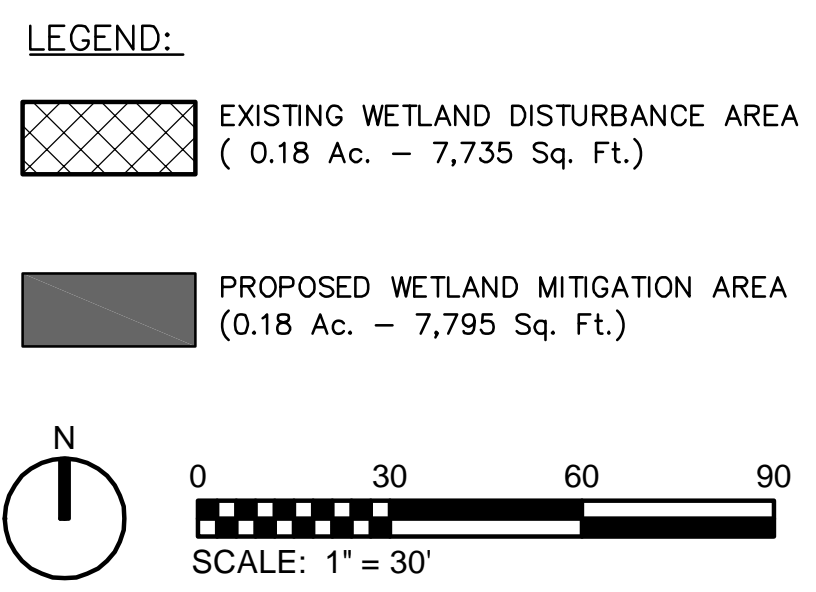 LEGEND:
EXISTING WETLAND DISTURBANCE AREA
( 0.18 Ac. – 7,735 Sq. Ft.)
PROPOSED WETLAND MITIGATION AREA
(0.18 Ac. – 7,795 Sq. Ft.)
N
0 30 60 90
SCALE: 1" = 30'